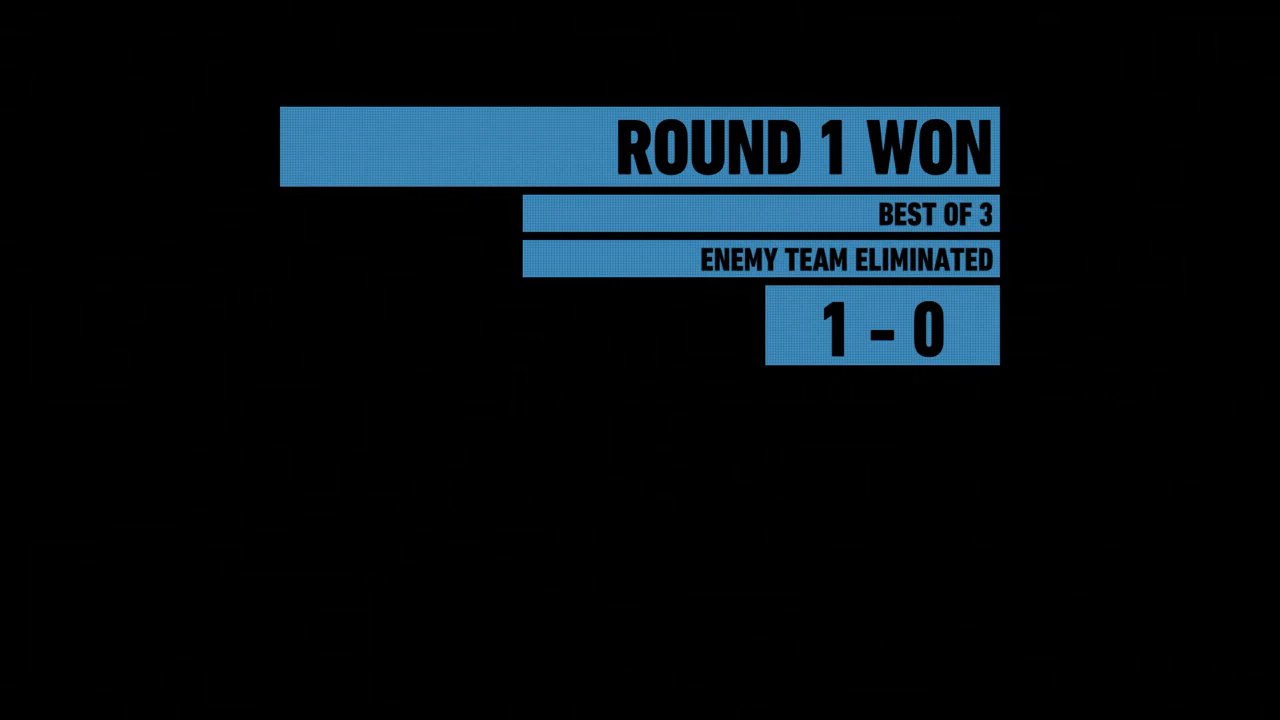 ROUND 1 WON
BEST OF 3
ENEMY TEAM ELIMINATED
1 - 0